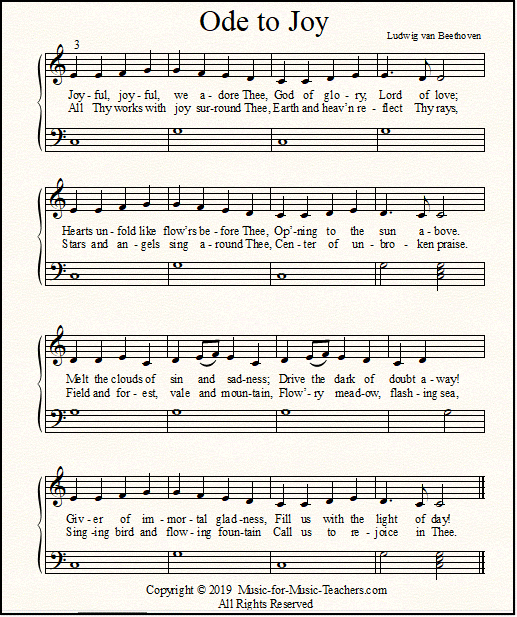 Ode to Joy
Ludwig van Beethoven
3
Joy-ful, joy-ful, we a-dore Thee, God of glo-ry, Lord of love;
All Thy works with joy sur-round Thee, Earth and heav'n re-flect Thy rays,
Hearts un-fold like flow'rs be-fore Thee, Op'-ning to the sun a-bove.
Stars and an-gels sing a-round Thee, Cen-ter of un-bro-ken praise.
Melt the clouds of sin and sad-ness; Drive the dark of doubt a-way!
Field and for-est, vale and moun-tain, Flow'-ry mead-ow, flash-ing sea,
Giv-er of im-mor-tal glad-ness, Fill us with the light of day!
Sing-ing bird and flow-ing foun-tain Call us to re-joice in Thee.
Copyright © 2019 Music-for-Music-Teachers.com
All Rights Reserved